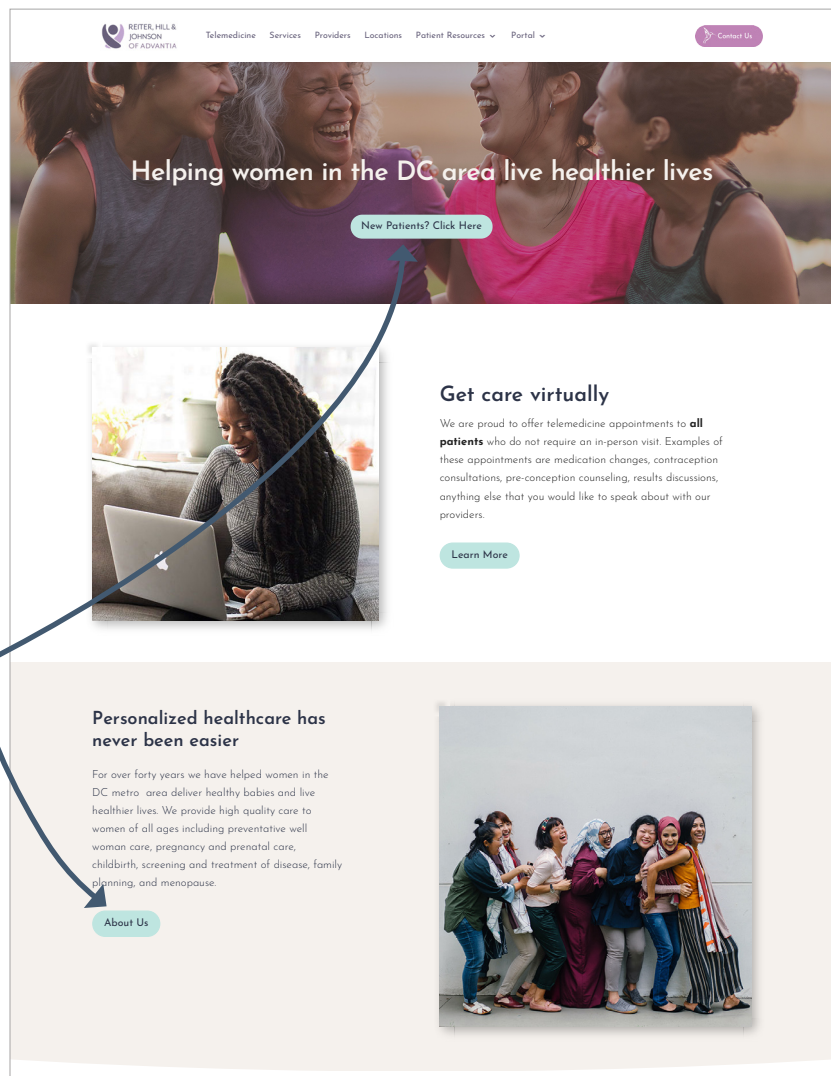 REITER, HILL &
JOHNSON
OF ADVANTIA
Telemedicine Services Providers Locations Patient Resources Portal
Contact Us
Helping women in the DC area live healthier lives
New Patients? Click Here
Get care virtually
We are proud to offer telemedicine appointments to all
patients who do not require an in-person visit. Examples of
these appointments are medication changes, contraception
consultations, pre-conception counseling, results discussions,
anything else that you would like to speak about with our
providers.
Learn More
Personalized healthcare has
never been easier
For over forty years we have helped women in the
DC metro area deliver healthy babies and live
healthier lives. We provide high quality care to
women of all ages including preventative well
woman care, pregnancy and prenatal care,
childbirth, screening and treatment of disease, family
planning, and menopause.
About Us